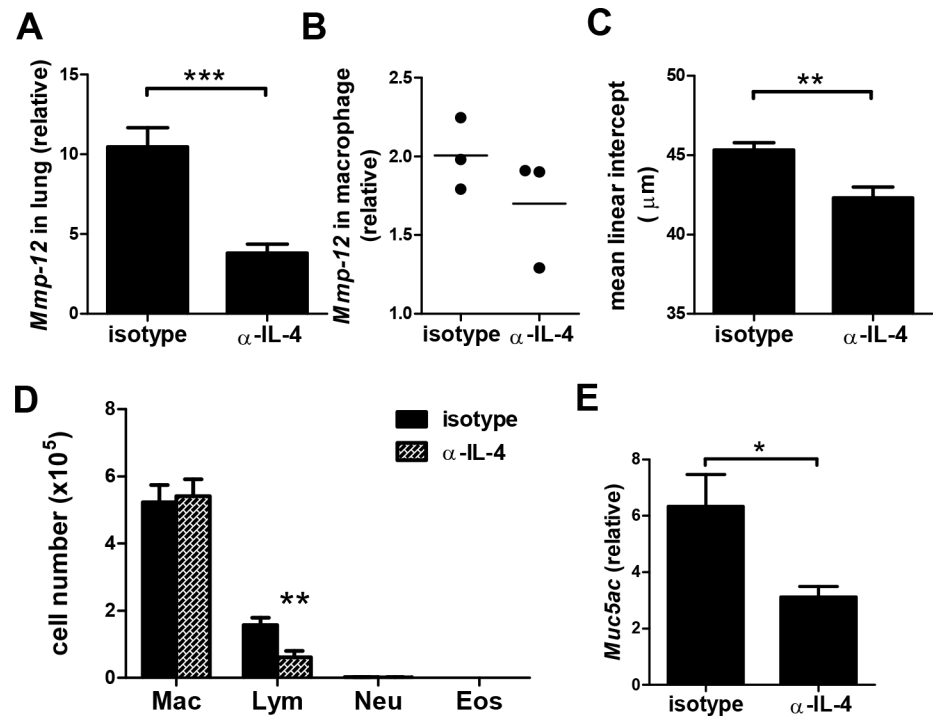 A
Mmp-12 in lung (relative)
15
10
5
0
***
isotype
α-IL-4
B
Mmp-12 in macrophage
(relative)
2.5
2.0
1.5
1.0
isotype
α-IL-4
C
mean linear intercept
( μm)
50
45
40
35
**
isotype
α-IL-4
D
cell number (x10⁵)
8
6
4
2
0
isotype
α-IL-4
**
Mac
Lym
Neu
Eos
E
Muc5ac (relative)
8
6
4
2
0
*
isotype
α-IL-4